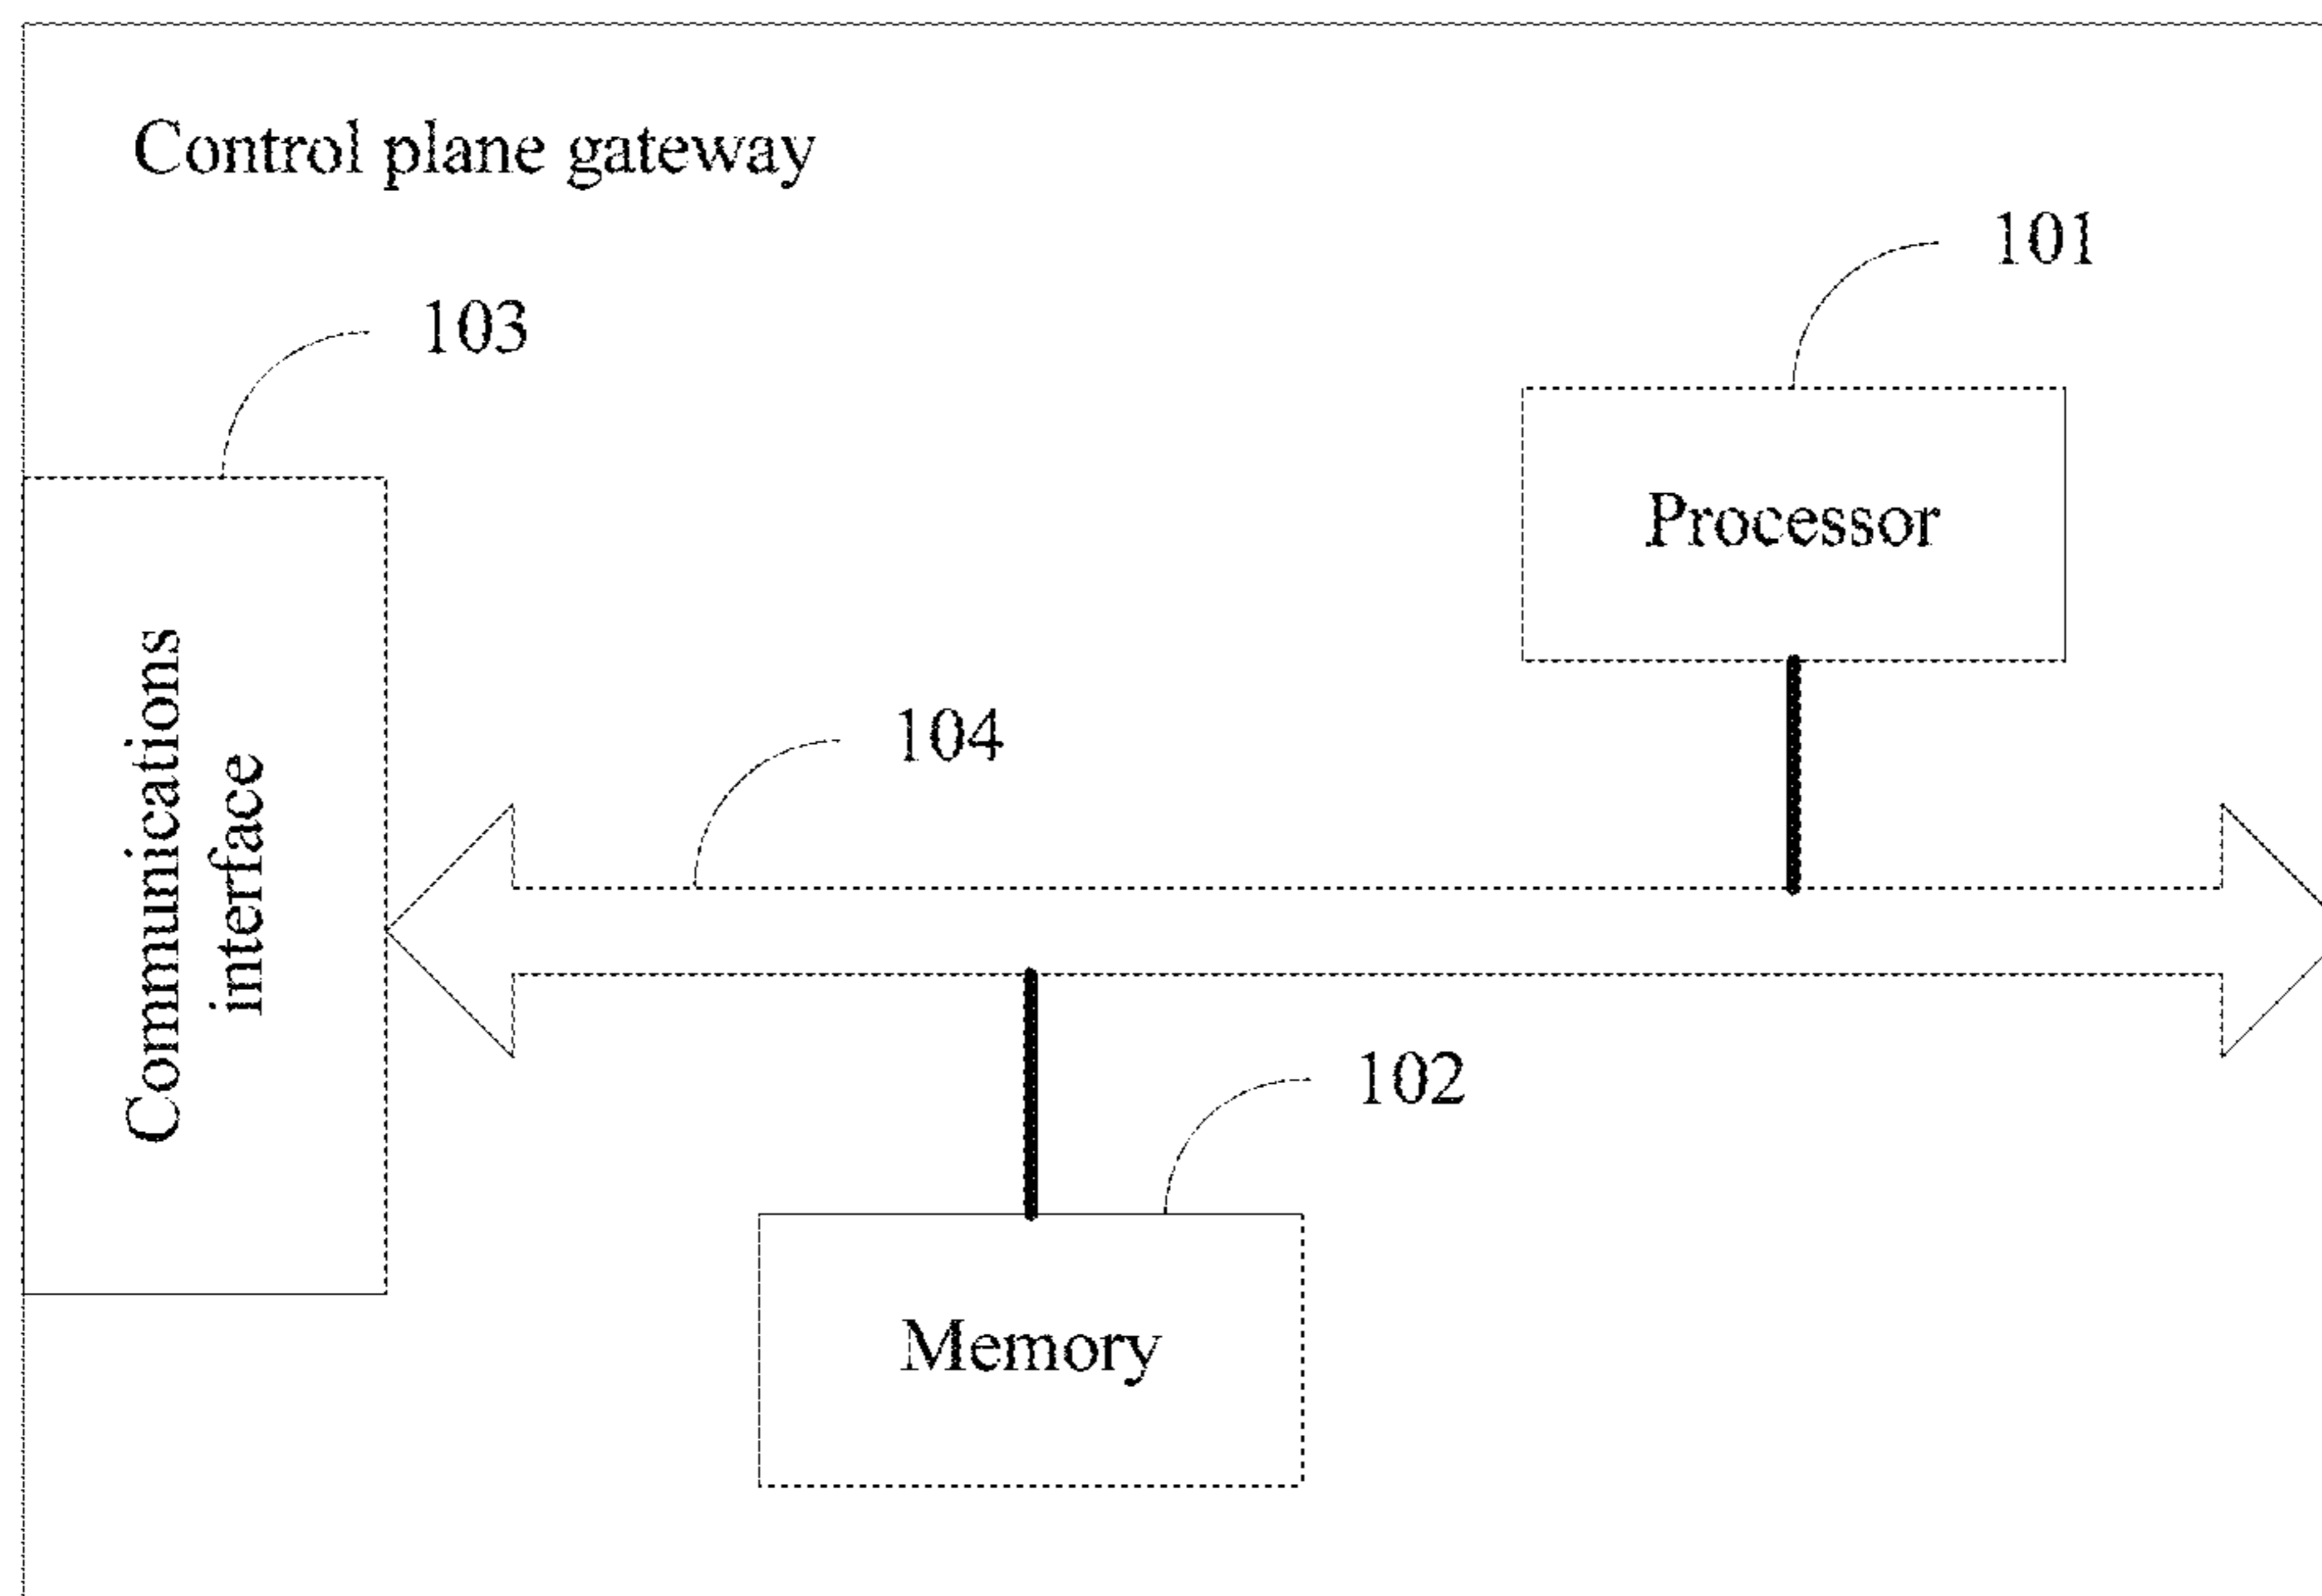 Control plane gateway
101
103
Processor
Communications
interface
104
102
Memory